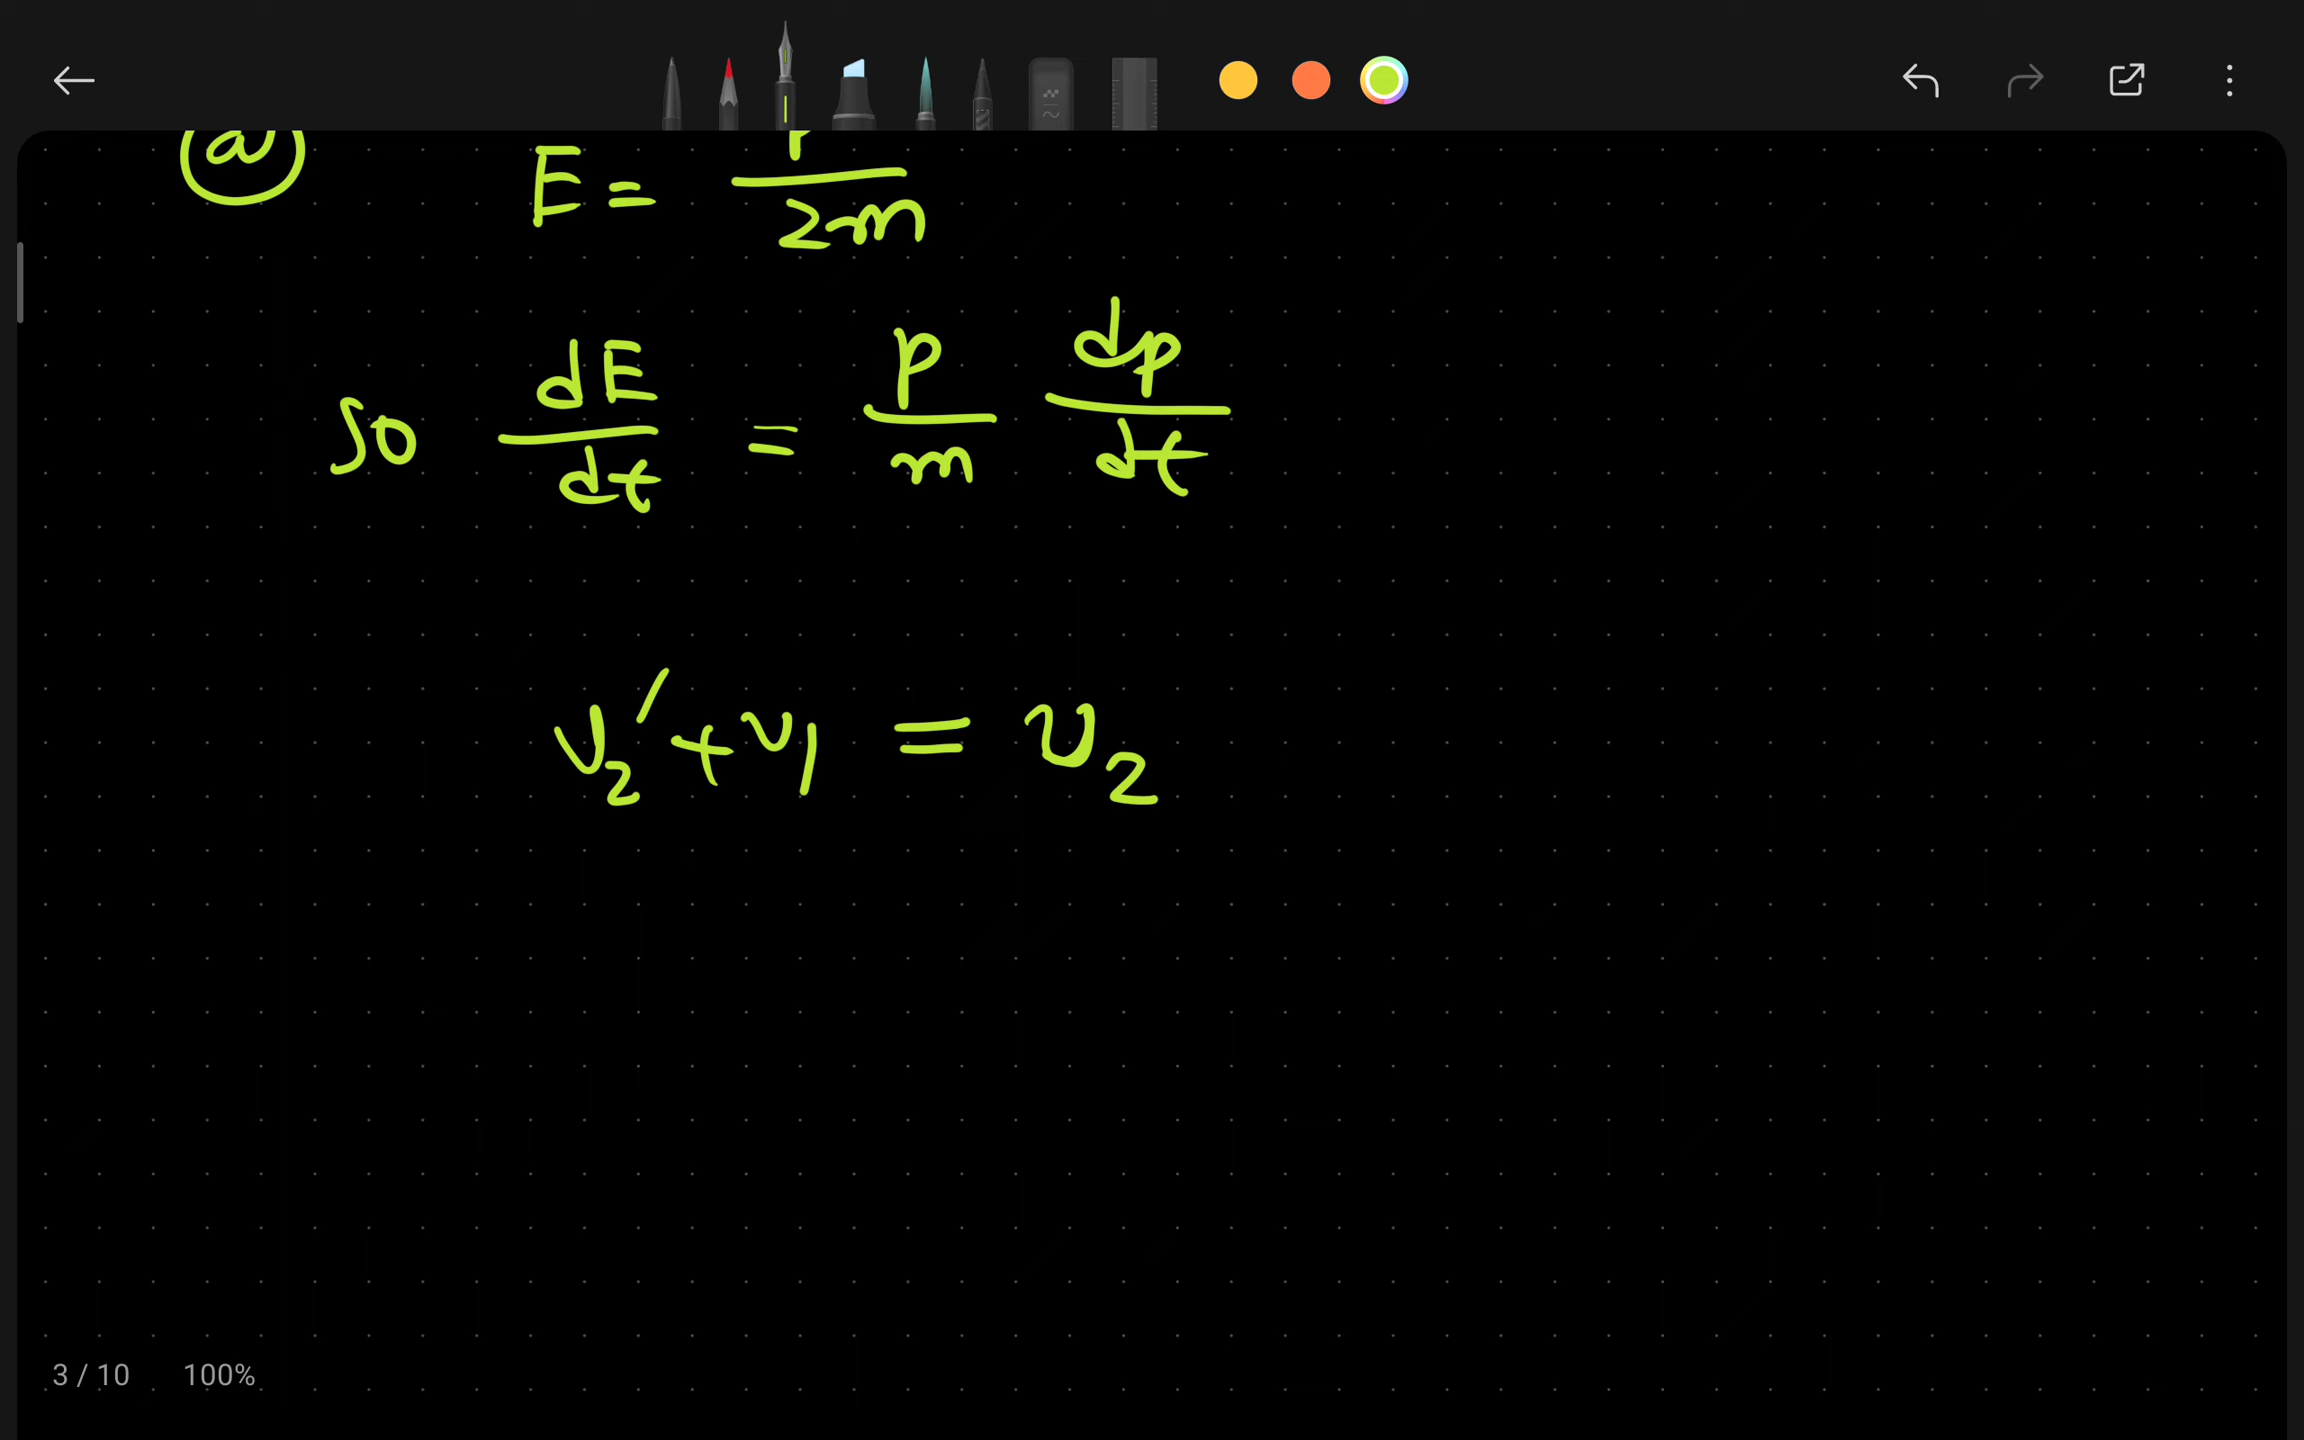 ⓐ E = p/2m
So dE/dt = p/m dp/dt
v₂′ + v₁ = v₂
3 / 10 100%